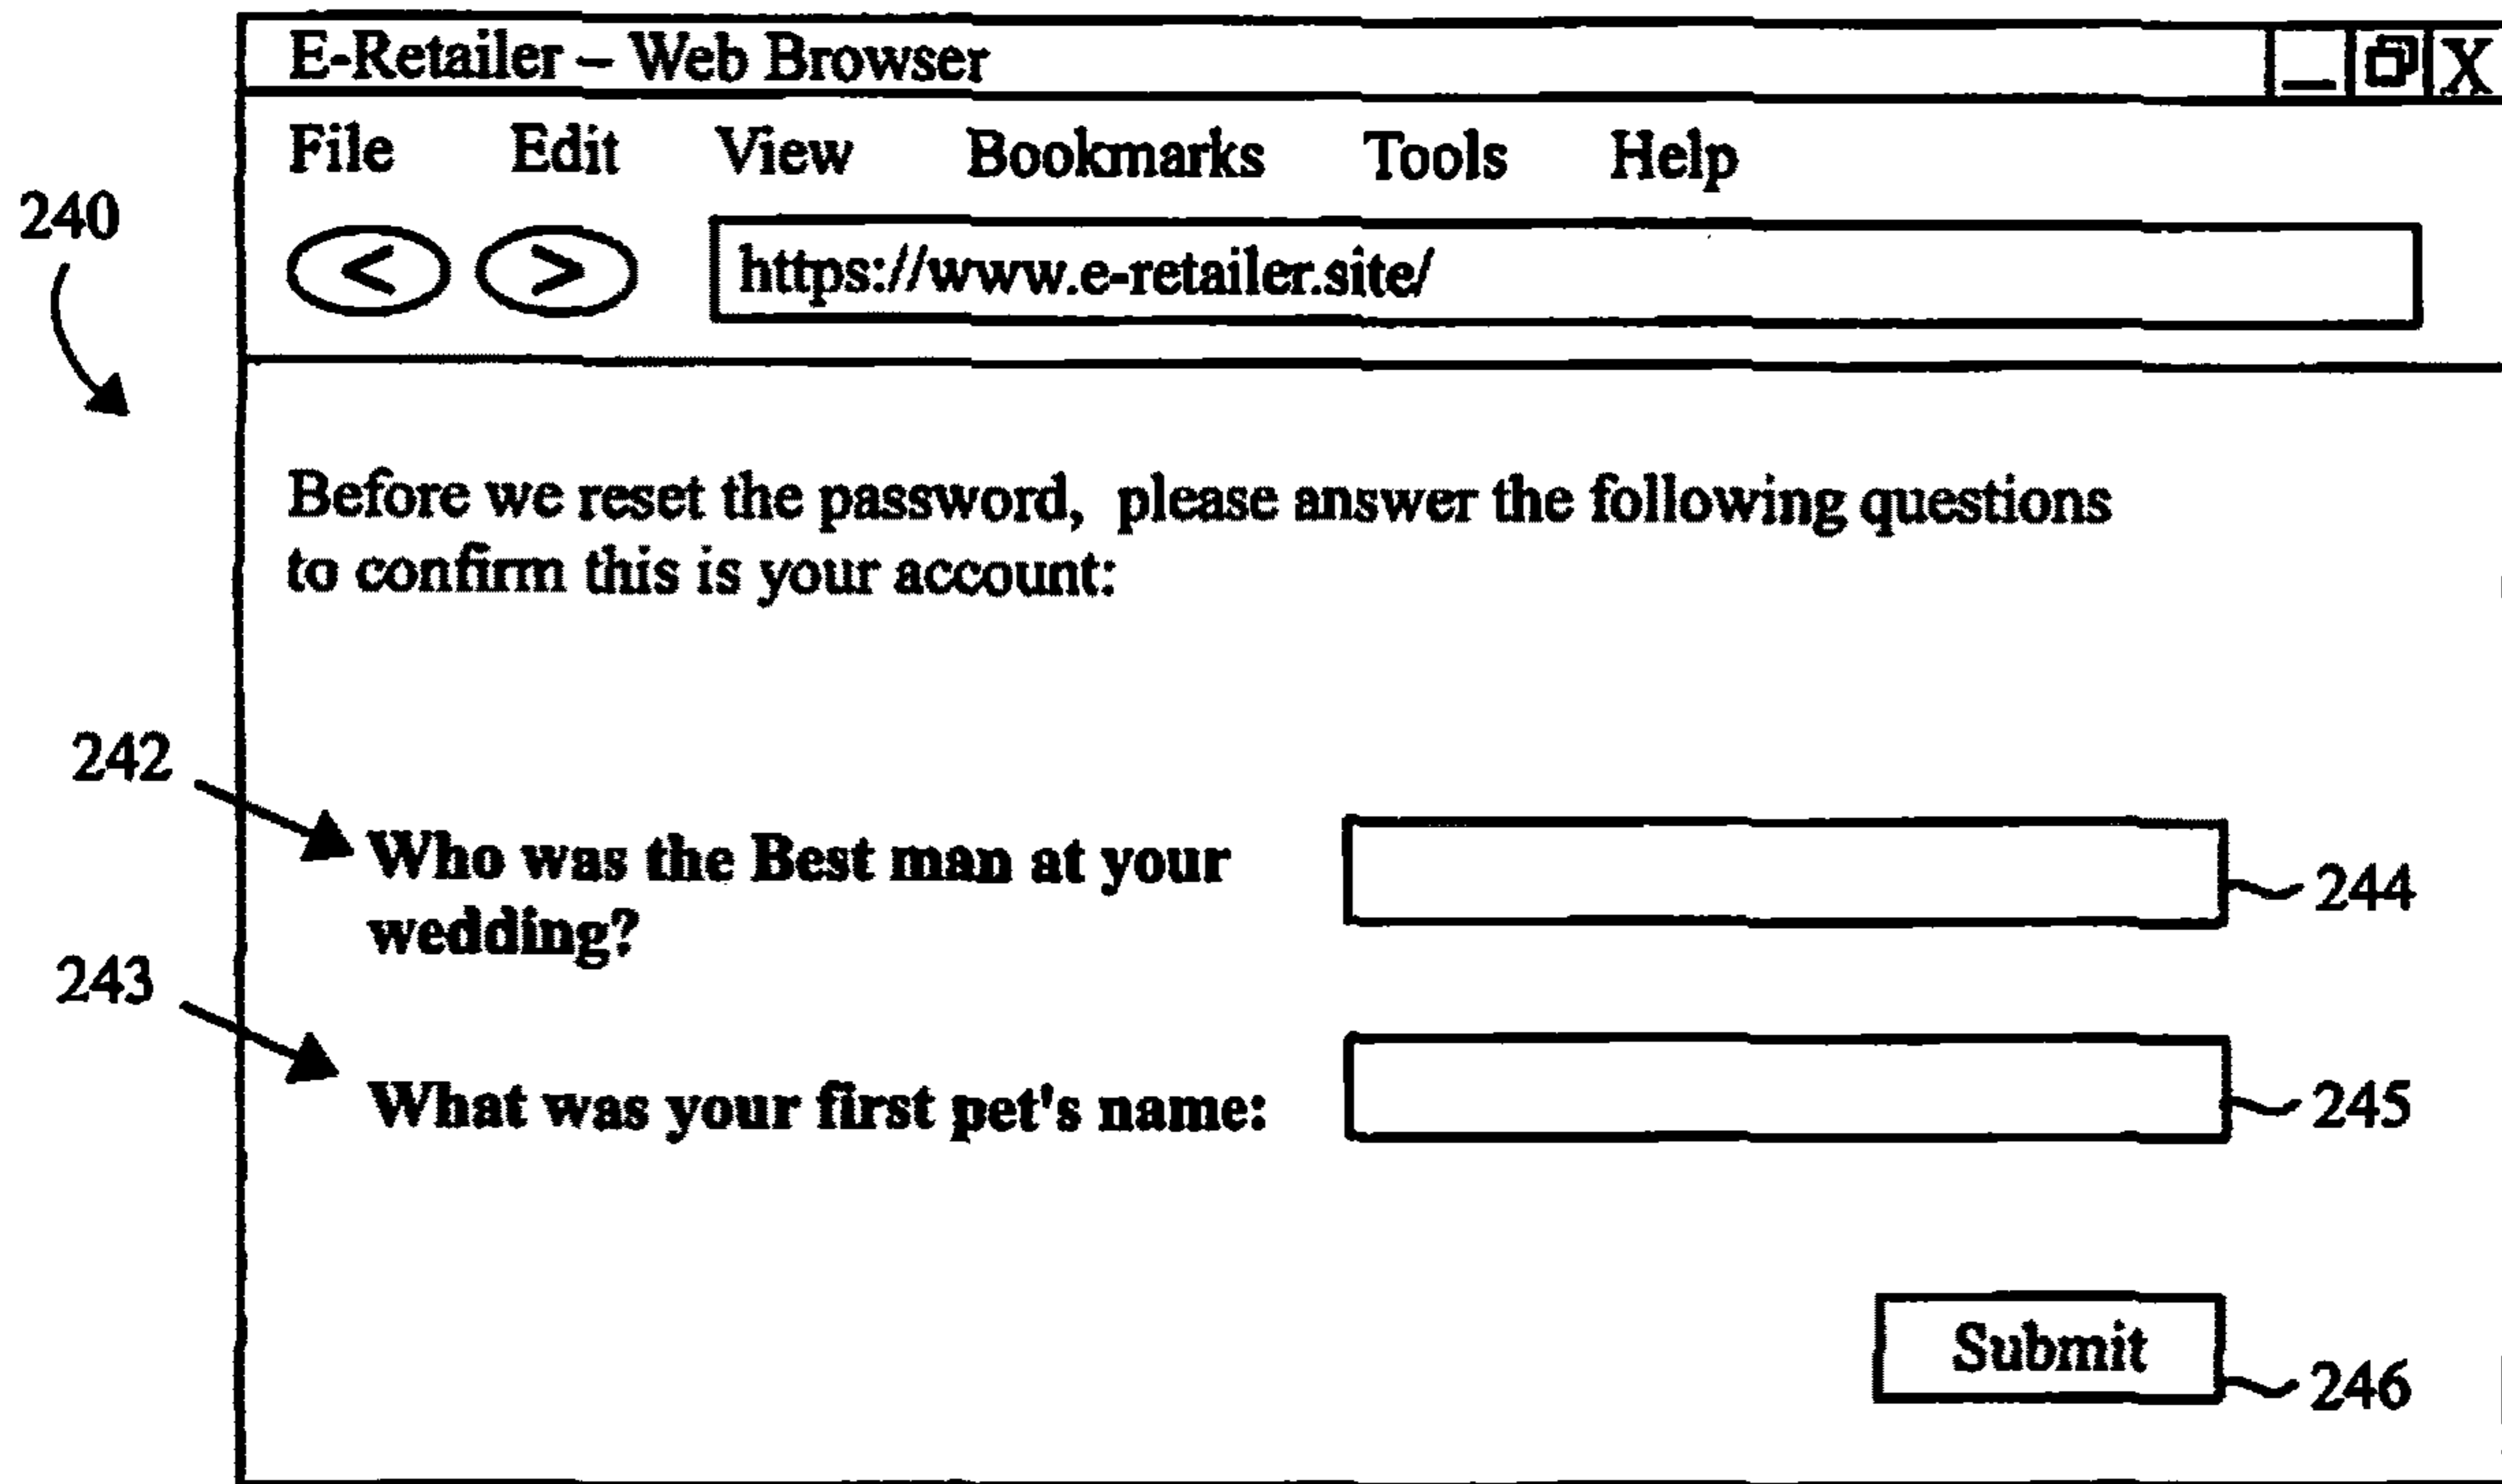 E-Retailer – Web Browser X
File Edit View Bookmarks Tools Help
240
< > https://www.e-retailer.site/
Before we reset the password, please answer the following questions
to confirm this is your account:
242
Who was the Best man at your
wedding?
244
243
What was your first pet's name:
245
Submit
246